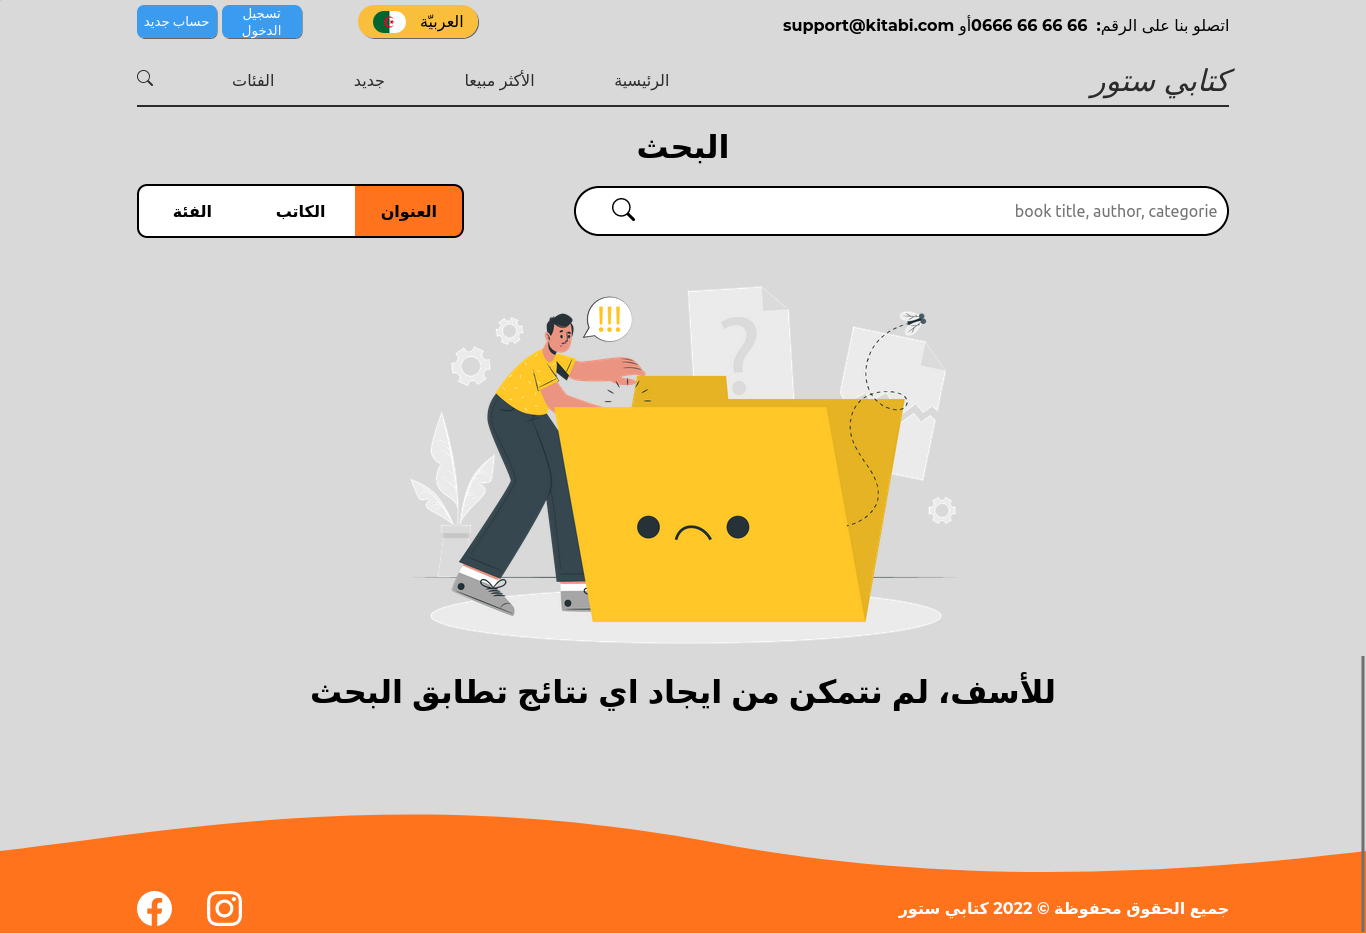 اتصلو بنا على الرقم: 0666 66 66 66 أو support@kitabi.com
العربيّة
تسجيل
الدخول
حساب جديد
كتابي ستور
الرئيسية
الأكثر مبيعا
جديد
الفئات
البحث
book title, author, categorie
العنوان
الكاتب
الفئة
!!!
?
للأسف، لم نتمكن من ايجاد اي نتائج تطابق البحث
جميع الحقوق محفوظة © 2022 كتابي ستور